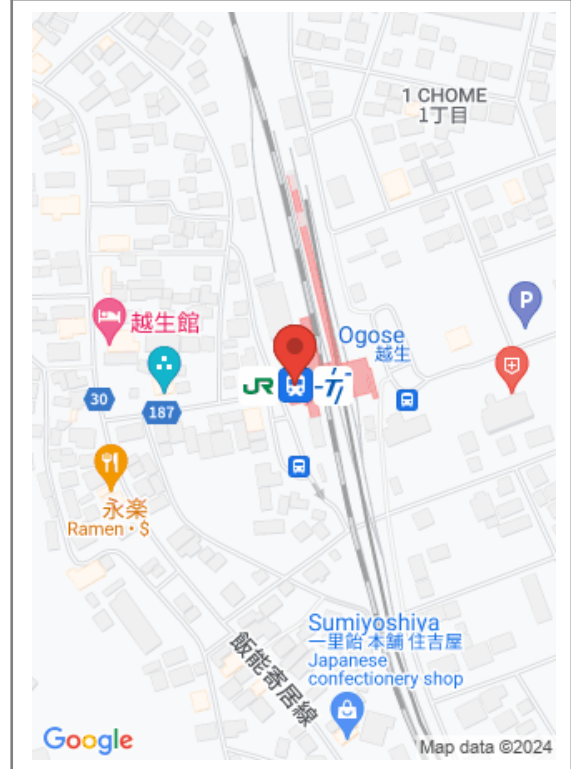 1 CHOME
1丁目
P
越生館
Ogose
越生
JR
30
187
永楽
Ramen・$
Sumiyoshiya
一里飴 本舗 住吉屋
Japanese
confectionery shop
飯能寄居線
Google
Map data ©2024